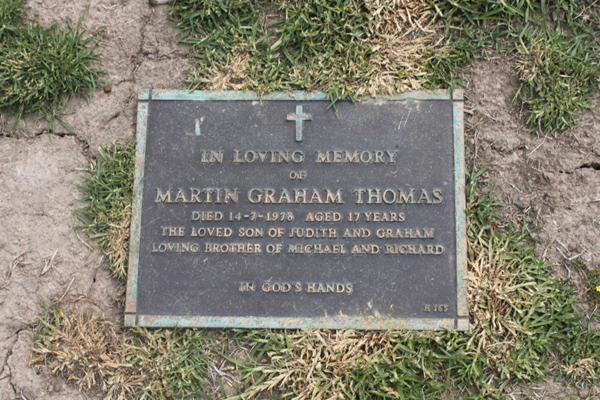 IN LOVING MEMORY
OF
MARTIN GRAHAM THOMAS
DIED 14-7-1978 AGED 17 YEARS
THE LOVED SON OF JUDITH AND GRAHAM
LOVING BROTHER OF MICHAEL AND RICHARD
IN GOD'S HANDS
H 165